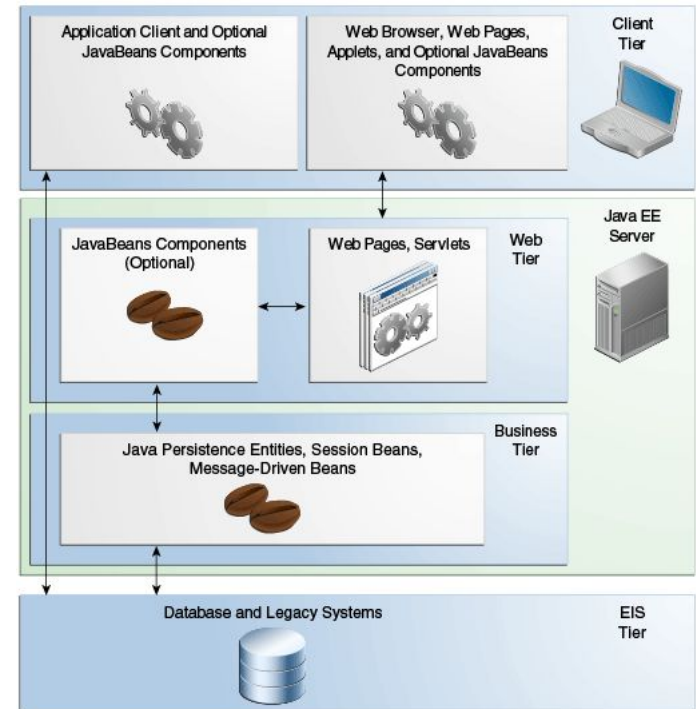 Application Client and Optional
JavaBeans Components
Web Browser, Web Pages,
Applets, and Optional JavaBeans
Components
Client
Tier
JavaBeans Components
(Optional)
Web Pages, Servlets
Web
Tier
Java EE
Server
Java Persistence Entities, Session Beans,
Message-Driven Beans
Business
Tier
Database and Legacy Systems
EIS
Tier